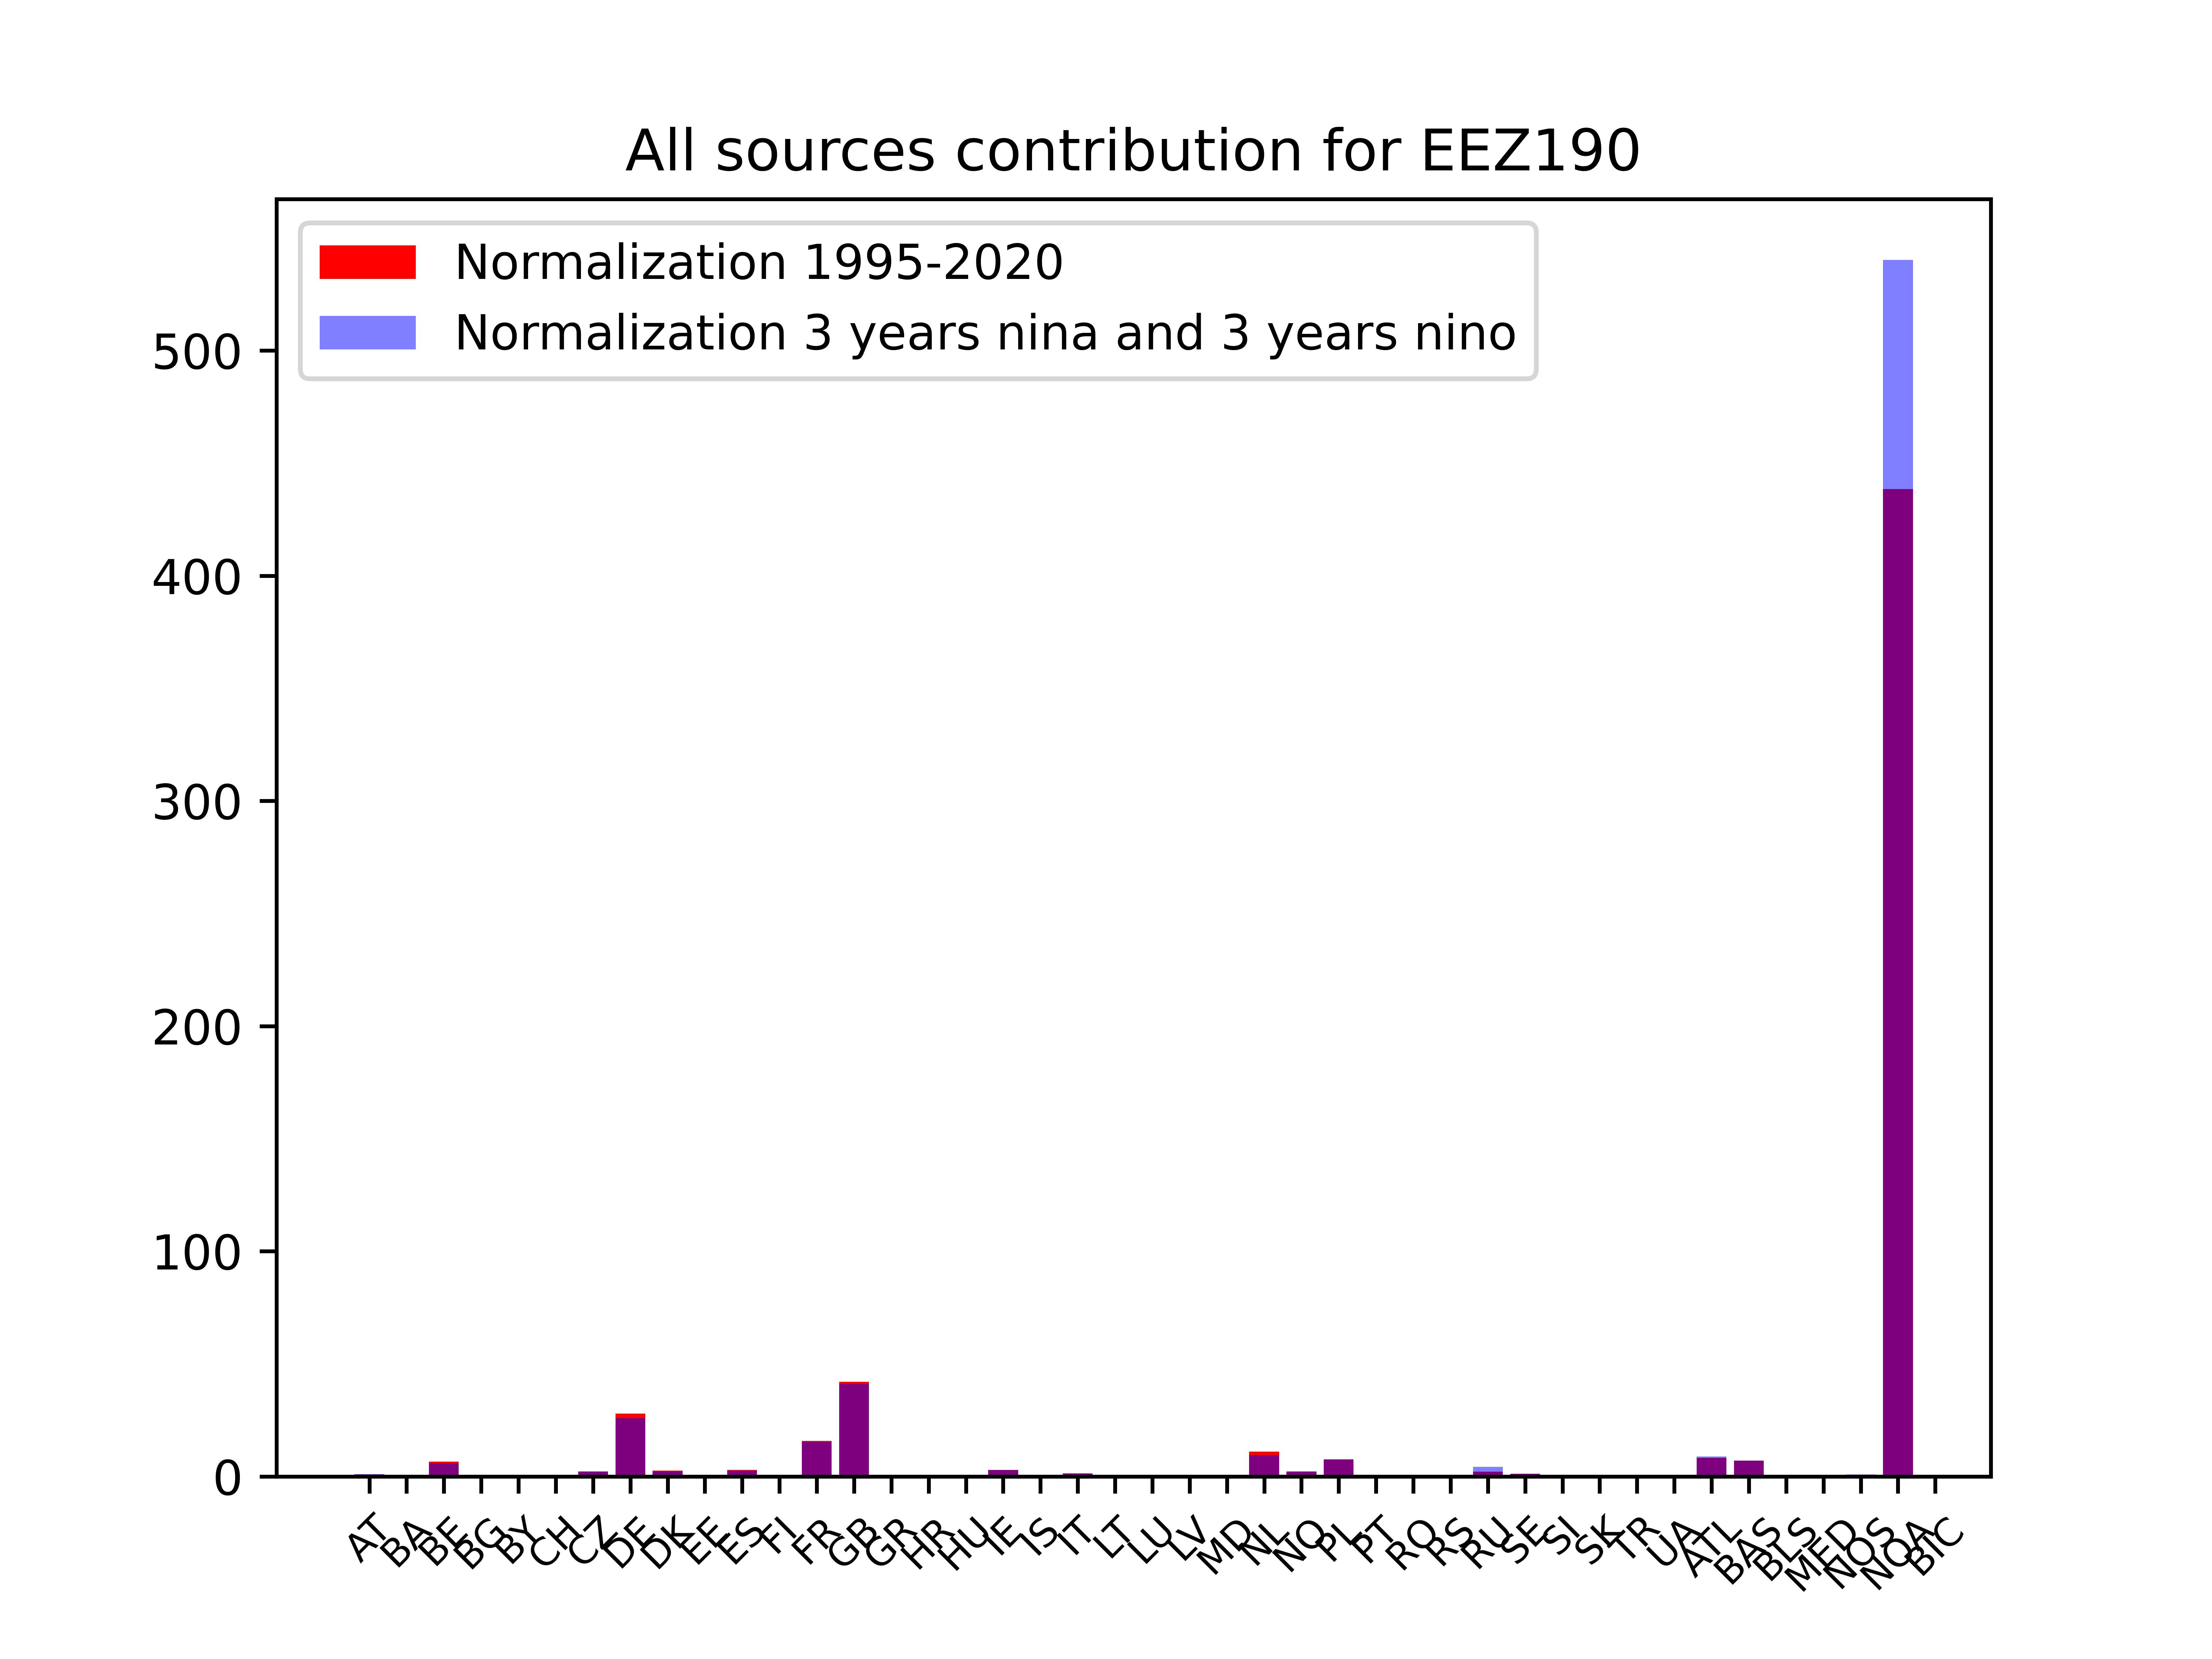 All sources contribution for EEZ190
Normalization 1995-2020
Normalization 3 years nina and 3 years nino
500
400
300
200
100
0
AT BA BE BG BY CH CZ DE DK EE ES FI FR GB GR HR HU IE IS IT LT LU LV MD NL NO PL PT RO RS RU SE SI SK TR UA ATL BAS BLS MED NOS NOA BIC